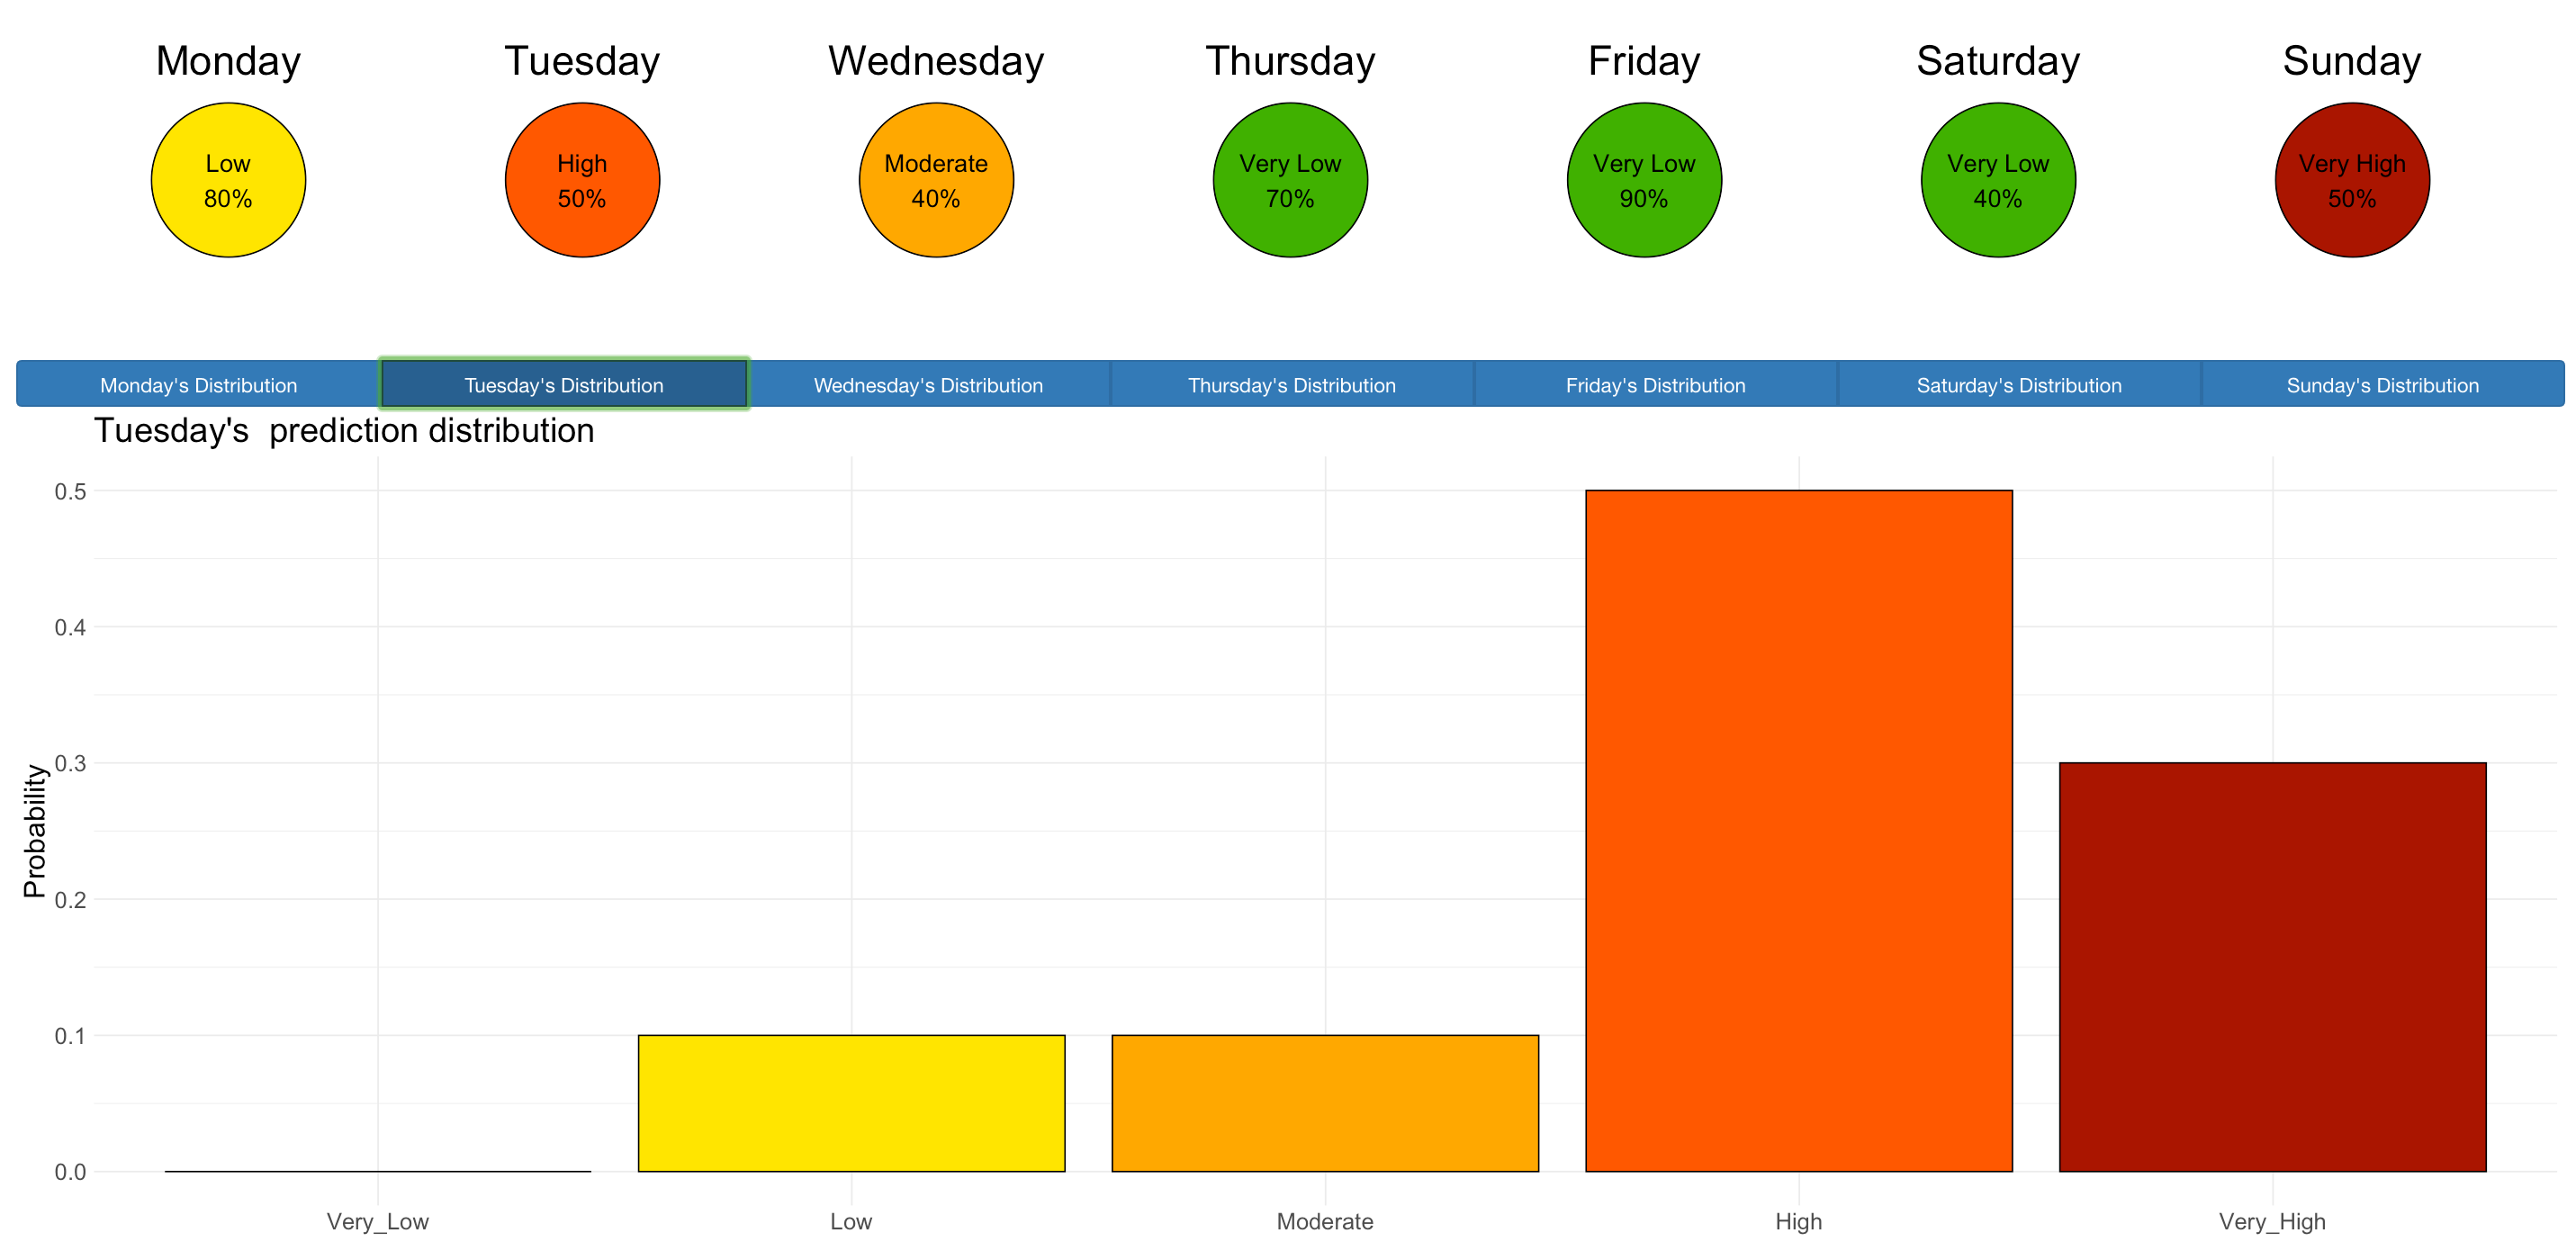 Monday Tuesday Wednesday Thursday Friday Saturday Sunday
Low High Moderate Very Low Very Low Very Low Very High
80% 50% 40% 70% 90% 40% 50%
Monday's Distribution Tuesday's Distribution Wednesday's Distribution Thursday's Distribution Friday's Distribution Saturday's Distribution Sunday's Distribution
Tuesday's  prediction distribution
Probability
0.5
0.4
0.3
0.2
0.1
0.0
Very_Low Low Moderate High Very_High